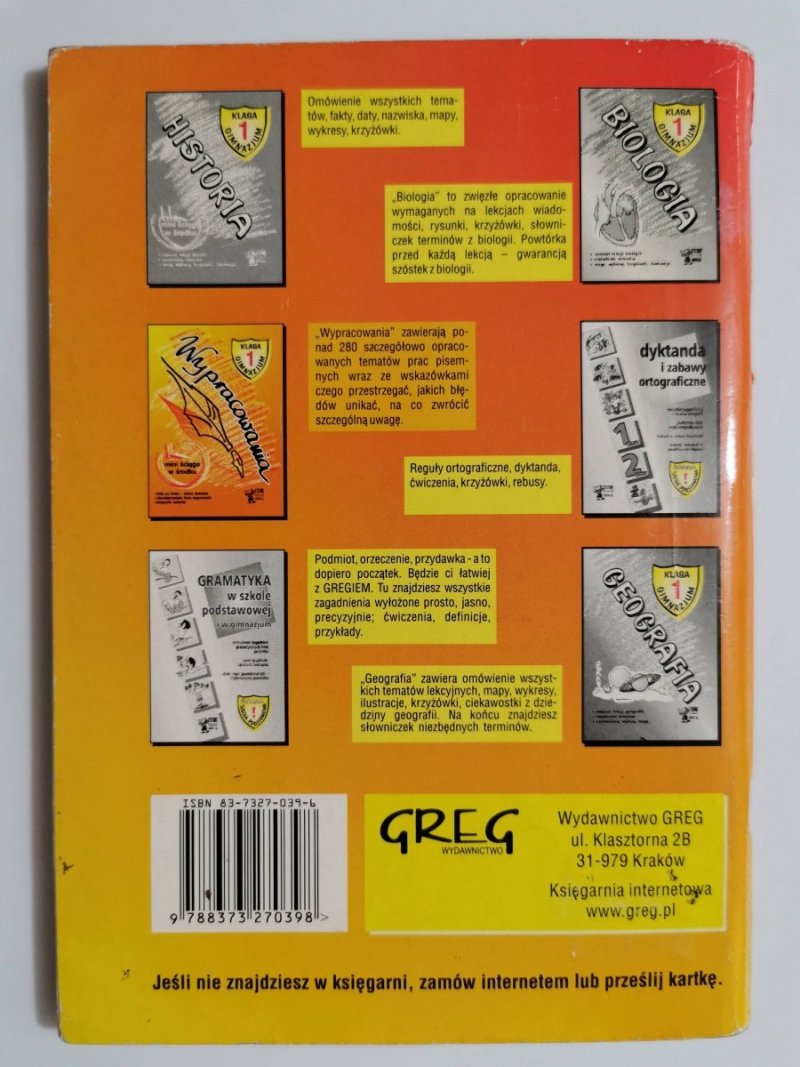 KLASA
1
GIMNAZJUM
HISTORIA
mini ściąga
w środku
Omówienie wszystkich tema-
tów, fakty, daty, nazwiska, mapy,
wykresy, krzyżówki.
KLASA
1
GIMNAZJUM
BIOLOGIA
„Biologia” to zwięzłe opracowanie
wymaganych na lekcjach wiado-
mości, rysunki, krzyżówki, słowni-
czek terminów z biologii. Powtórka
przed każdą lekcją – gwarancją
szóstek z biologii.
KLASA
1
GIMNAZJUM
Wypracowania
mini ściąga
w środku
„Wypracowania” zawierają po-
nad 280 szczegółowo opraco-
wanych tematów prac pisem-
nych wraz ze wskazówkami
czego przestrzegać, jakich błę-
dów unikać, na co zwrócić
szczególną uwagę.
dyktanda
i zabawy
ortograficzne
1
2
Reguły ortograficzne, dyktanda,
ćwiczenia, krzyżówki, rebusy.
GRAMATYKA
w szkole
podstawowej
i w gimnazjum
Podmiot, orzeczenie, przydawka - a to
dopiero początek. Będzie ci łatwiej
z GREGIEM. Tu znajdziesz wszystkie
zagadnienia wyłożone prosto, jasno,
precyzyjnie; ćwiczenia, definicje,
przykłady.
KLASA
1
GIMNAZJUM
GEOGRAFIA
„Geografia” zawiera omówienie wszyst-
kich tematów lekcyjnych, mapy, wykresy,
ilustracje, krzyżówki, ciekawostki z dzie-
dziny geografii. Na końcu znajdziesz
słowniczek niezbędnych terminów.
ISBN 83-7327-039-6
9 788373 270398 >
GREG
WYDAWNICTWO
Wydawnictwo GREG
ul. Klasztorna 2B
31-979 Kraków
Księgarnia internetowa
www.greg.pl
Jeśli nie znajdziesz w księgarni, zamów internetem lub prześlij kartkę.